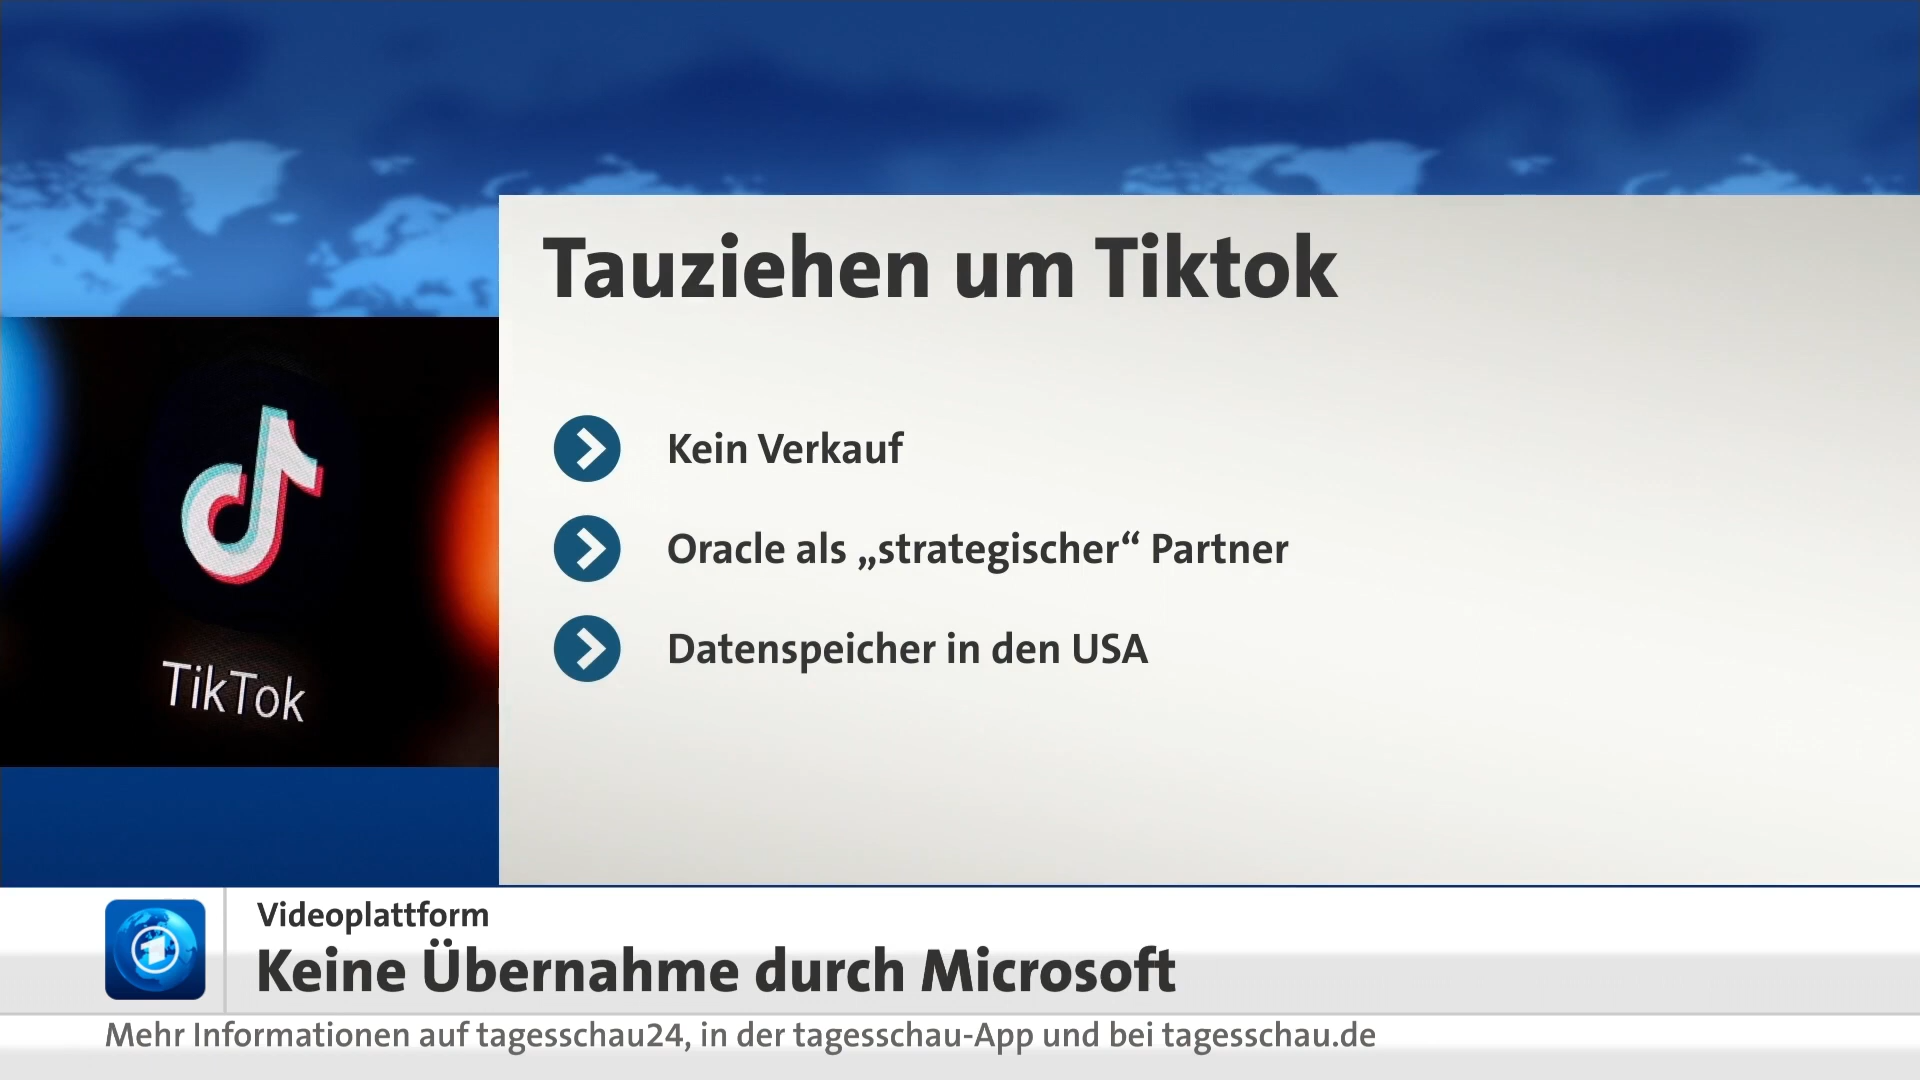 Tauziehen um Tiktok
Kein Verkauf
Oracle als „strategischer“ Partner
Datenspeicher in den USA
TikTok
Videoplattform
Keine Übernahme durch Microsoft
Mehr Informationen auf tagesschau24, in der tagesschau-App und bei tagesschau.de